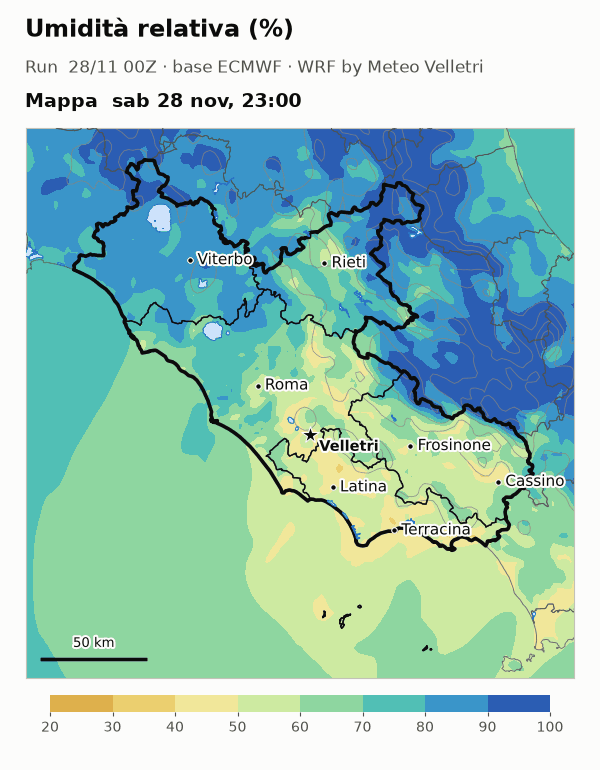 Umidità relativa (%)
Run  28/11 00Z · base ECMWF · WRF by Meteo Velletri
Mappa  sab 28 nov, 23:00
Viterbo
Rieti
Roma
Velletri
Frosinone
Latina
Cassino
Terracina
50 km
20 30 40 50 60 70 80 90 100